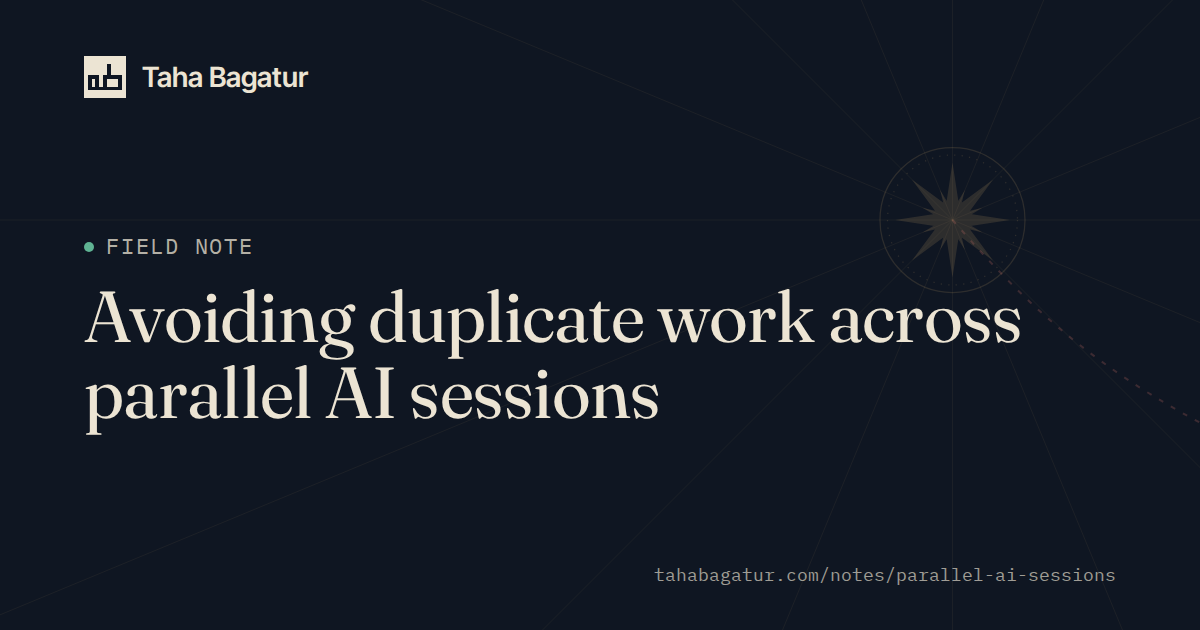 Taha Bagatur
FIELD NOTE
Avoiding duplicate work across
parallel AI sessions
tahabagatur.com/notes/parallel-ai-sessions